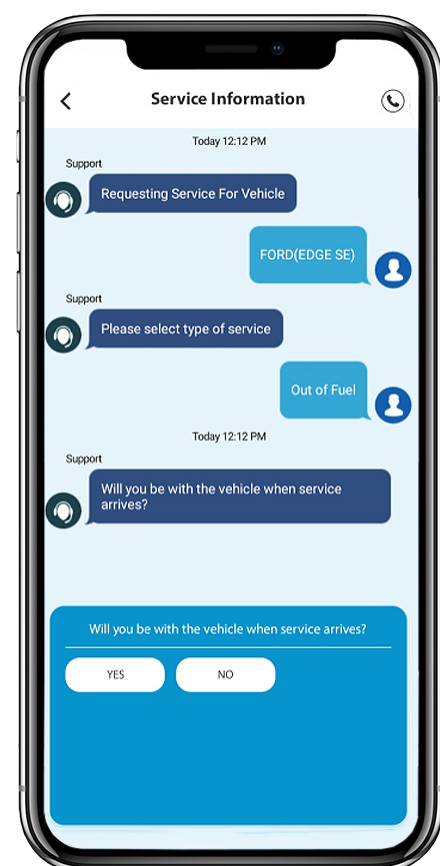 Service Information
Today 12:12 PM
Support
Requesting Service For Vehicle
FORD(EDGE SE)
Support
Please select type of service
Out of Fuel
Today 12:12 PM
Support
Will you be with the vehicle when service
arrives?
Will you be with the vehicle when service arrives?
YES
NO